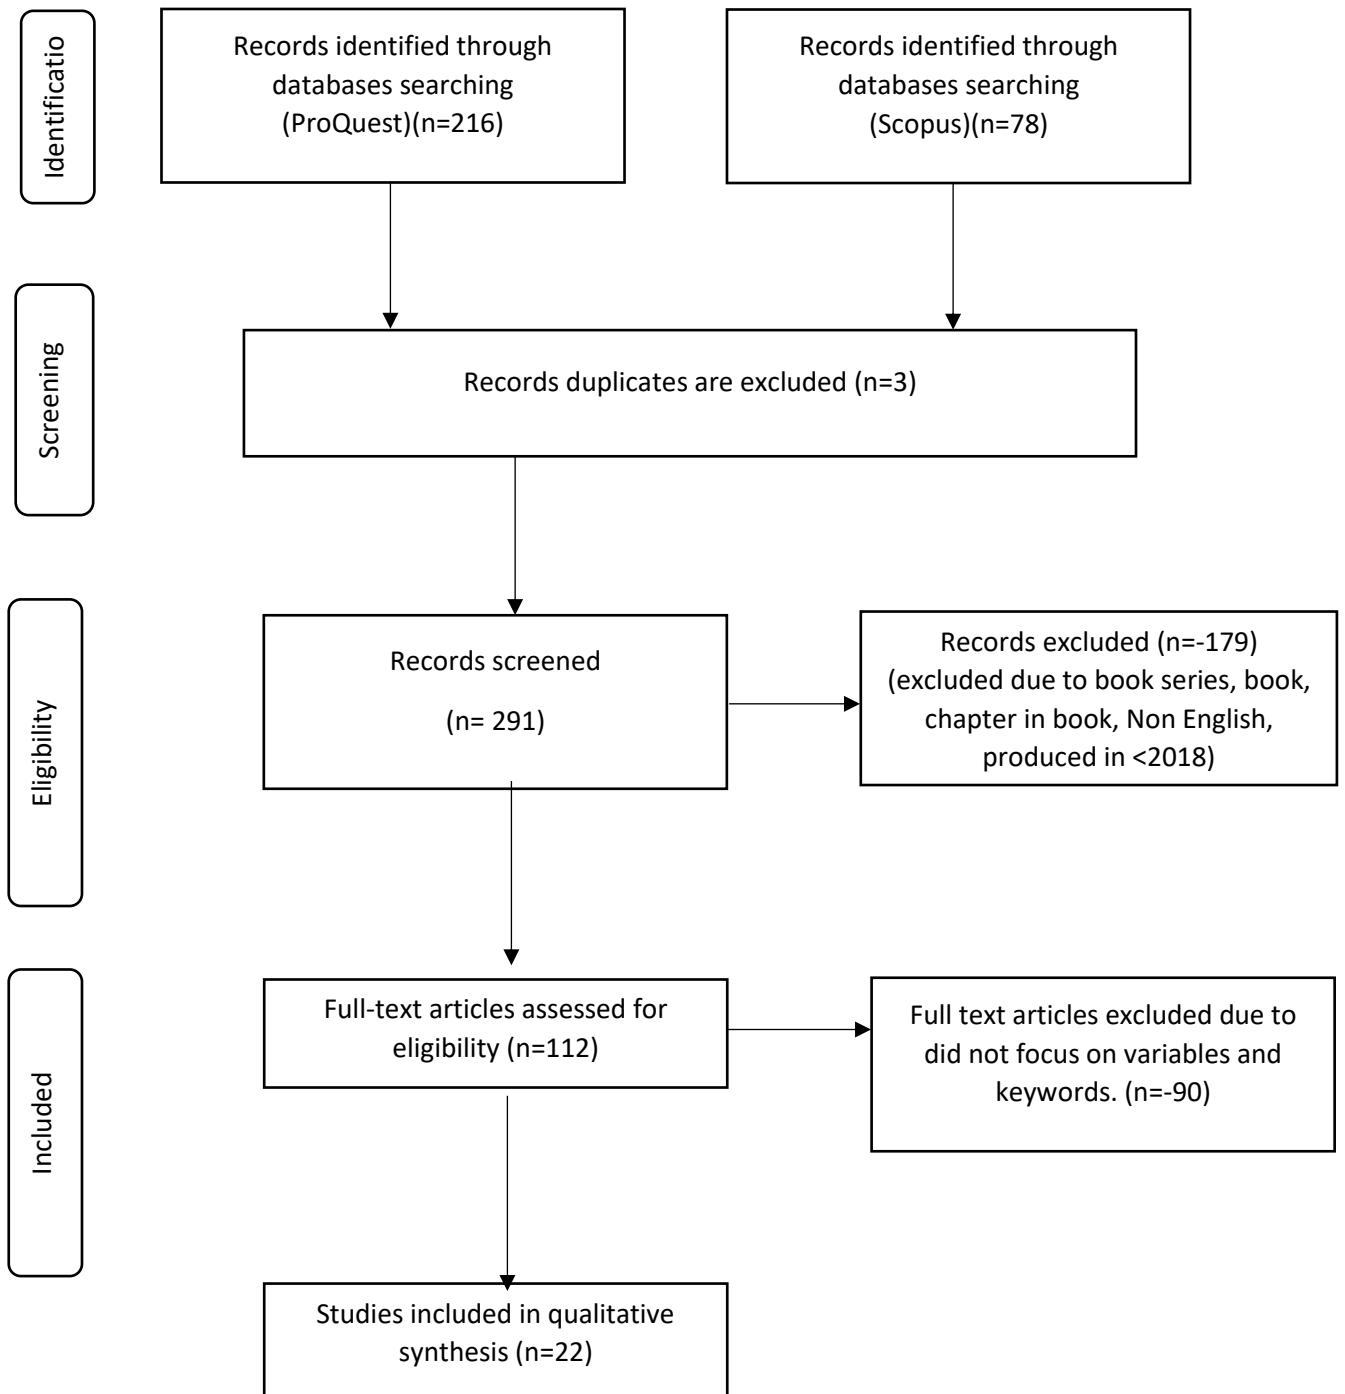 Identificatio
Records identified through
databases searching
(ProQuest)(n=216)
Records identified through
databases searching
(Scopus)(n=78)
Screening
Records duplicates are excluded (n=3)
Eligibility
Records screened
(n= 291)
Records excluded (n=-179)
(excluded due to book series, book,
chapter in book, Non English,
produced in <2018)
Included
Full-text articles assessed for
eligibility (n=112)
Full text articles excluded due to
did not focus on variables and
keywords. (n=-90)
Studies included in qualitative
synthesis (n=22)